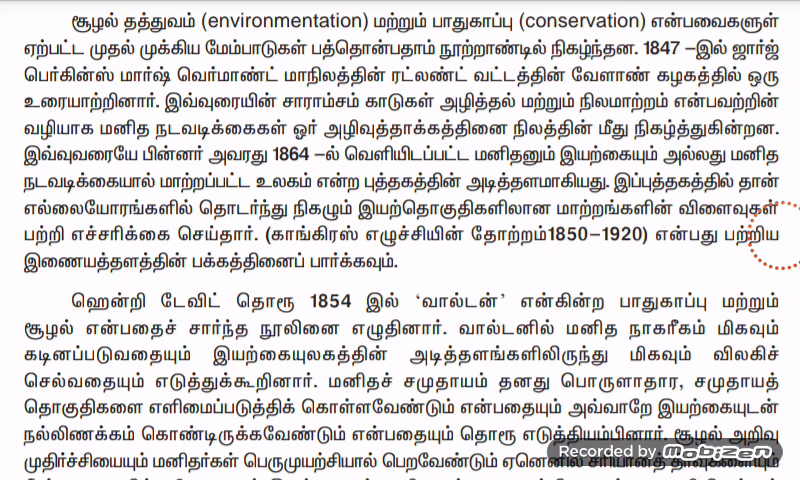 சூழல் தத்துவம் (environmentation) மற்றும் பாதுகாப்பு (conservation) என்பவைகளுள்
ஏற்பட்ட முதல் முக்கிய மேம்பாடுகள் பத்தொன்பதாம் நூற்றாண்டில் நிகழ்ந்தன. 1847 –இல் ஜார்ஜ்
பெர்கின்ஸ் மார்ஷ் வெர்மாண்ட் மாநிலத்தின் ரட்லண்ட் வட்டத்தின் வேளாண் கழகத்தில் ஒரு
உரையாற்றினார். இவ்வுரையின் சாராம்சம் காடுகள் அழித்தல் மற்றும் நிலமாற்றம் என்பவற்றின்
வழியாக மனித நடவடிக்கைகள் ஓர் அழிவுத்தாக்கத்தினை நிலத்தின் மீது நிகழ்த்துகின்றன.
இவ்வுவரையே பின்னர் அவரது 1864 –ல் வெளியிடப்பட்ட மனிதனும் இயற்கையும் அல்லது மனித
நடவடிக்கையால் மாற்றப்பட்ட உலகம் என்ற புத்தகத்தின் அடித்தளமாகியது. இப்புத்தகத்தில் தான்
எல்லையோரங்களில் தொடர்ந்து நிகழும் இயற்தொகுதிகளிலான மாற்றங்களின் விளைவுகள்
பற்றி எச்சரிக்கை செய்தார். (காங்கிரஸ் எழுச்சியின் தோற்றம்1850–1920) என்பது பற்றிய
இணையத்தளத்தின் பக்கத்தினைப் பார்க்கவும்.
ஹென்றி டேவிட் தொரூ 1854 இல் ‘வால்டன்’ என்கின்ற பாதுகாப்பு மற்றும்
சூழல் என்பதைச் சார்ந்த நூலினை எழுதினார். வால்டனில் மனித நாகரீகம் மிகவும்
கடினப்படுவதையும் இயற்கையுலகத்தின் அடித்தளங்களிலிருந்து மிகவும் விலகிச்
செல்வதையும் எடுத்துக்கூறினார். மனிதச் சமுதாயம் தனது பொருளாதார, சமுதாயத்
தொகுதிகளை எளிமைப்படுத்திக் கொள்ளவேண்டும் என்பதையும் அவ்வாறே இயற்கையுடன்
நல்லிணக்கம் கொண்டிருக்கவேண்டும் என்பதையும் தொரூ எடுத்தியம்பினார். சூழல் அறிவு
முதிர்ச்சியையும் மனிதர்கள் பெருமுயற்சியால் பெறவேண்டும் ஏனெனில் சரியானத்
Recorded by mobizen